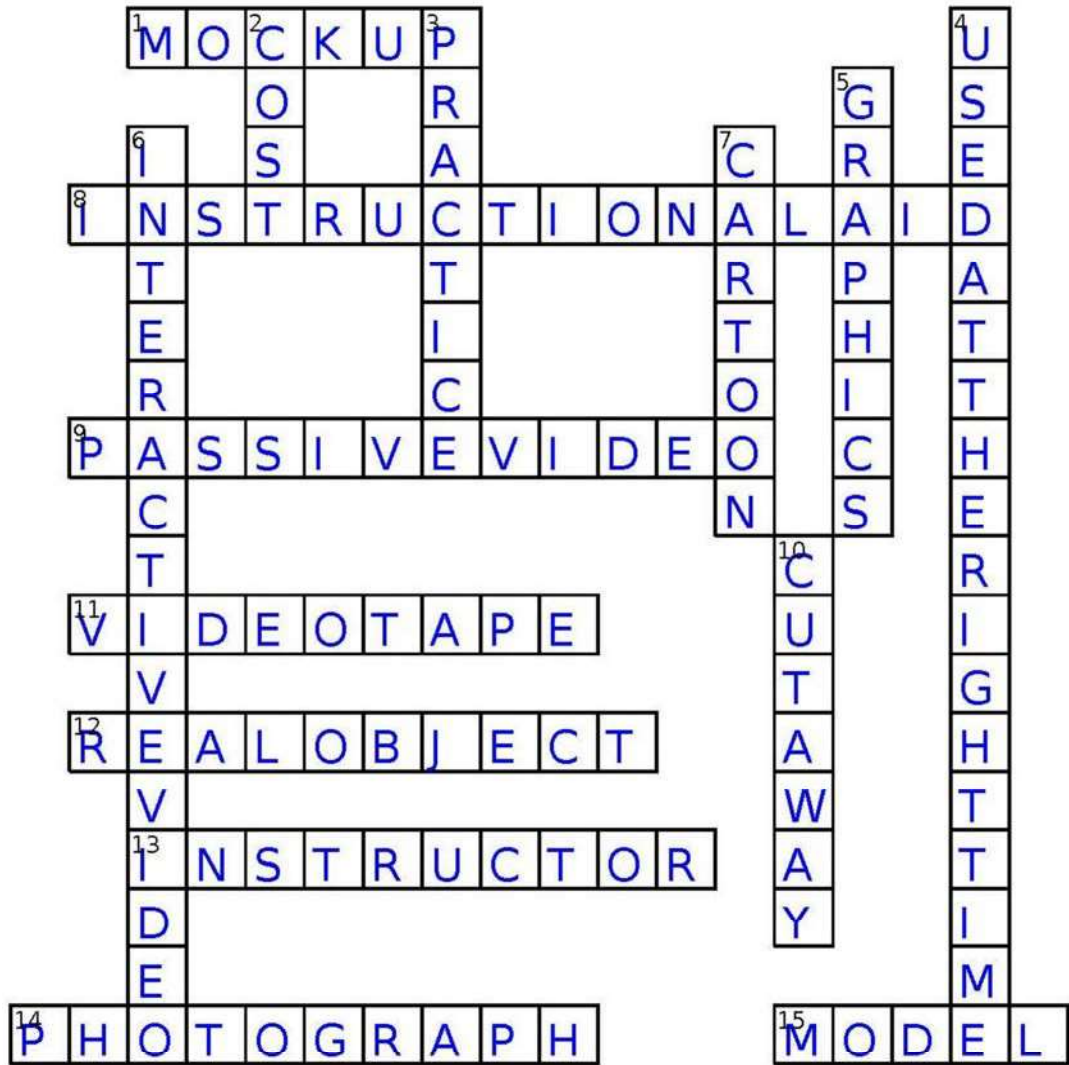 1 M O 2 C K U 3 P 4 U
O R 5 G S
6 I S A 7 C R E
8 I N S T R U C T I O N A L A I D
T T R P A
E I T H T
R C O I T
9 P A S S I V E V I D E O C H
C N S E
T 10 C R
11 V I D E O T A P E U I
V T G
12 R E A L O B J E C T A H
V W T
13 I N S T R U C T O R A T
D Y I
E M
14 P H O T O G R A P H 15 M O D E L